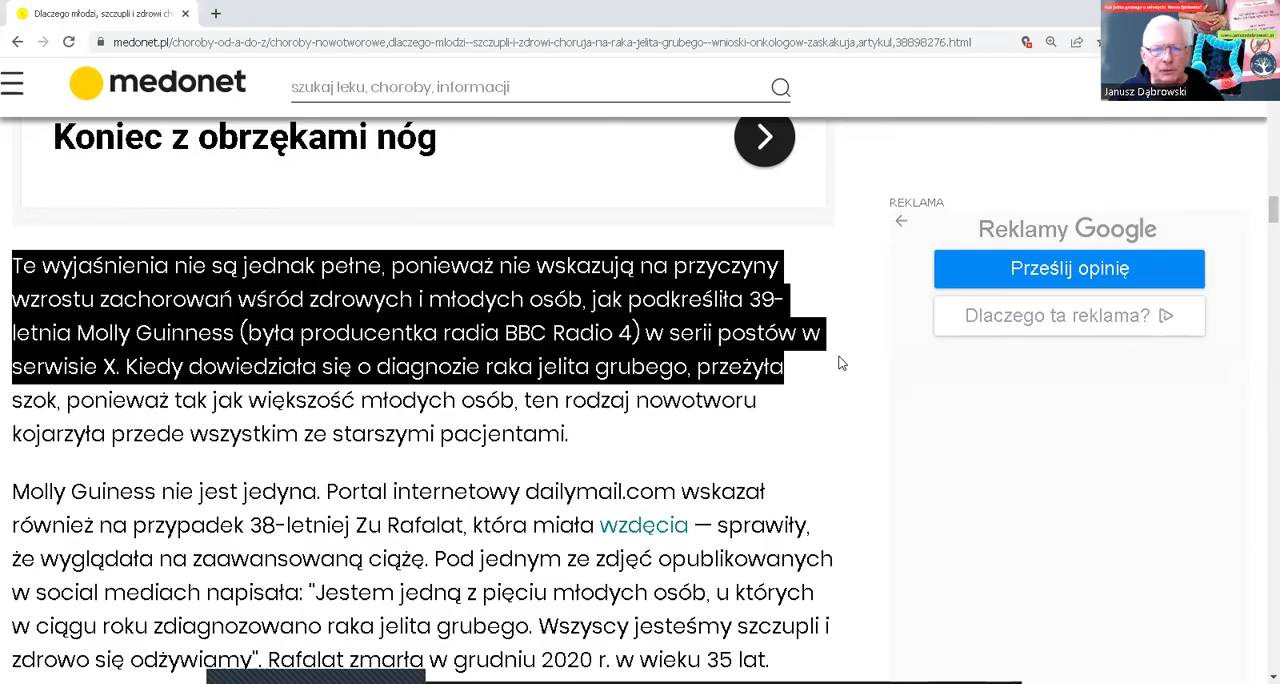 Dlaczego młodzi, szczupli i zdrowi cho
medonet.pl/choroby-od-a-do-z/choroby-nowotworowe,dlaczego-mlodzi--szczupli-i-zdrowi-choruja-na-raka-jelita-grubego--wnioski-onkologow-zaskakuja,artykul,38898276.html
medonet
szukaj leku, choroby, informacji
Janusz Dąbrowski
Koniec z obrzękami nóg
REKLAMA
Reklamy Google
Prześlij opinię
Dlaczego ta reklama?
Te wyjaśnienia nie są jednak pełne, ponieważ nie wskazują na przyczyny
wzrostu zachorowań wśród zdrowych i młodych osób, jak podkreśliła 39-
letnia Molly Guinness (była producentka radia BBC Radio 4) w serii postów w
serwisie X. Kiedy dowiedziała się o diagnozie raka jelita grubego, przeżyła
szok, ponieważ tak jak większość młodych osób, ten rodzaj nowotworu
kojarzyła przede wszystkim ze starszymi pacjentami.
Molly Guiness nie jest jedyna. Portal internetowy dailymail.com wskazał
również na przypadek 38-letniej Zu Rafalat, która miała wzdęcia — sprawiły,
że wyglądała na zaawansowaną ciążę. Pod jednym ze zdjęć opublikowanych
w social mediach napisała: "Jestem jedną z pięciu młodych osób, u których
w ciągu roku zdiagnozowano raka jelita grubego. Wszyscy jesteśmy szczupli i
zdrowo się odżywiamy". Rafalat zmarła w grudniu 2020 r. w wieku 35 lat.